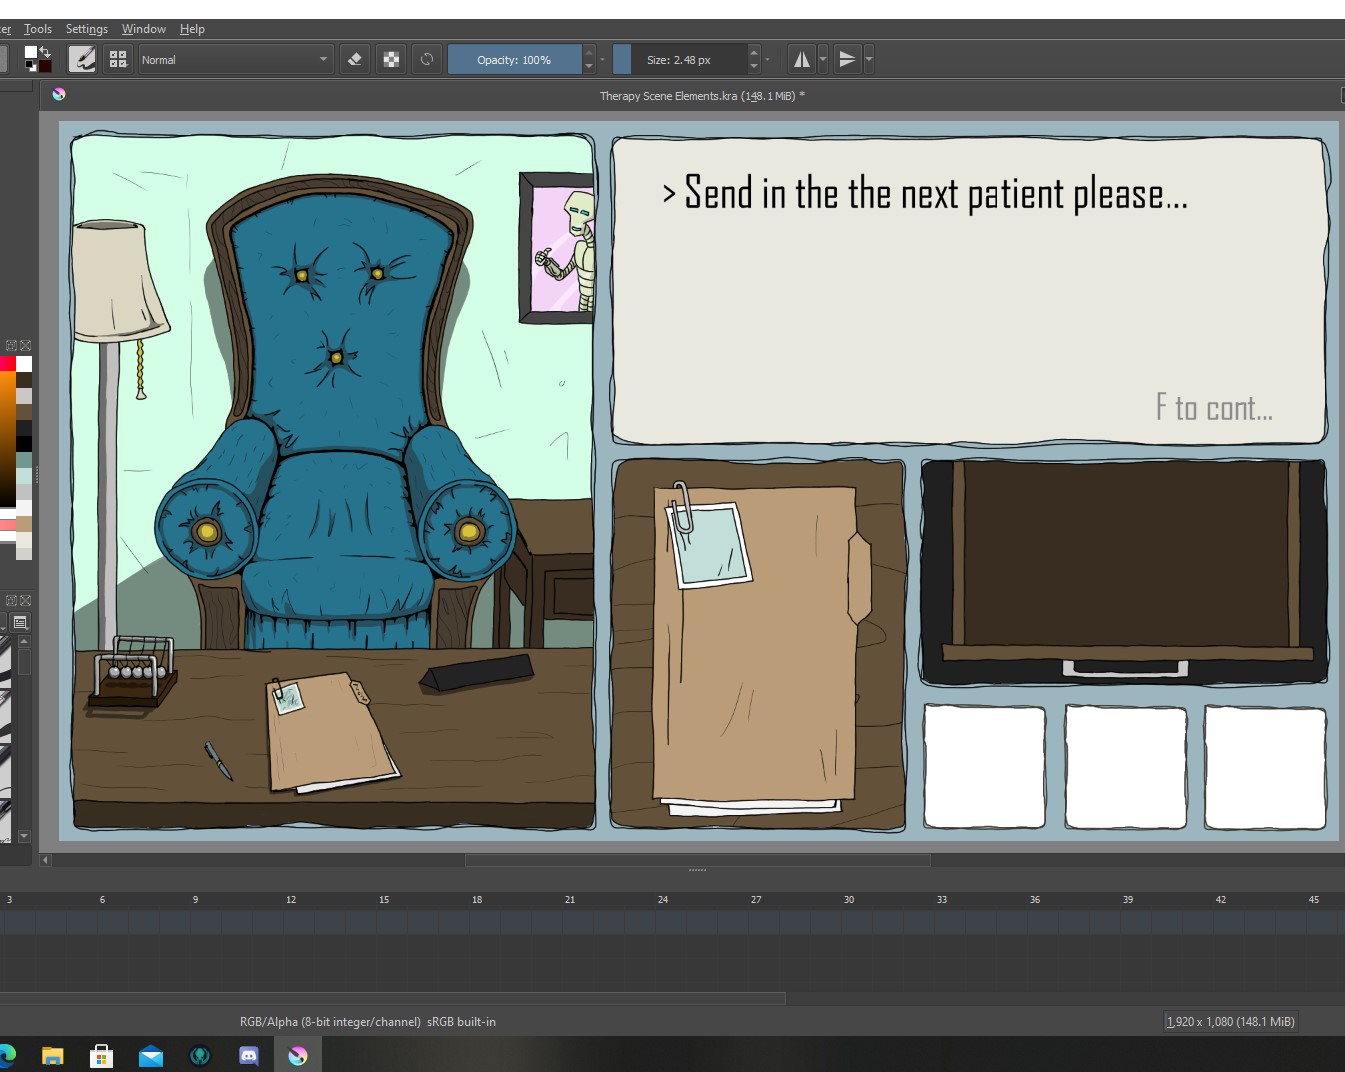 er Tools Settings Window Help
Normal Opacity: 100% Size: 2.48 px
Therapy Scene Elements.kra (148.1 MiB) *
> Send in the the next patient please...
F to cont...
3 6 9 12 15 18 21 24 27 30 33 36 39 42 45
RGB/Alpha (8-bit integer/channel) sRGB built-in 1,920 x 1,080 (148.1 MiB)